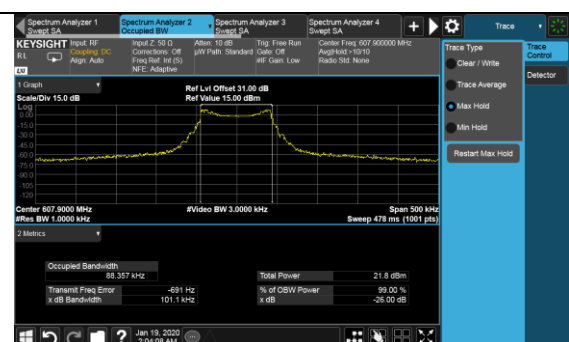 Spectrum Analyzer 1
Swept SA
Spectrum Analyzer 2
Occupied BW
Spectrum Analyzer 3
Swept SA
Spectrum Analyzer 4
Swept SA
+
Trace
KEYSIGHT
RL
LXI
Input: RF
Coupling: DC
Align: Auto
Input Z: 50 Ω
Corrections: Off
Freq Ref: Int (S)
NFE: Adaptive
Atten: 10 dB
µW Path: Standard
Trig: Free Run
Gate: Off
#IF Gain: Low
Center Freq: 607.900000 MHz
Avg|Hold:>10/10
Radio Std: None
Trace Type
Clear / Write
Trace Average
Max Hold
Min Hold
Restart Max Hold
Trace Control
Detector
1 Graph
Scale/Div 15.0 dB
Ref Lvl Offset 31.00 dB
Ref Value 15.00 dBm
Log
0.00
-15.0
-30.0
-45.0
-60.0
-75.0
-90.0
-105
-120
Center 607.9000 MHz
#Video BW 3.0000 kHz
Span 500 kHz
#Res BW 1.0000 kHz
Sweep 478 ms (1001 pts)
2 Metrics
Occupied Bandwidth
88.357 kHz
Total Power 21.8 dBm
Transmit Freq Error -691 Hz
% of OBW Power 99.00 %
x dB Bandwidth 101.1 kHz
x dB -26.00 dB
?
Jan 19, 2020
2:04:08 AM